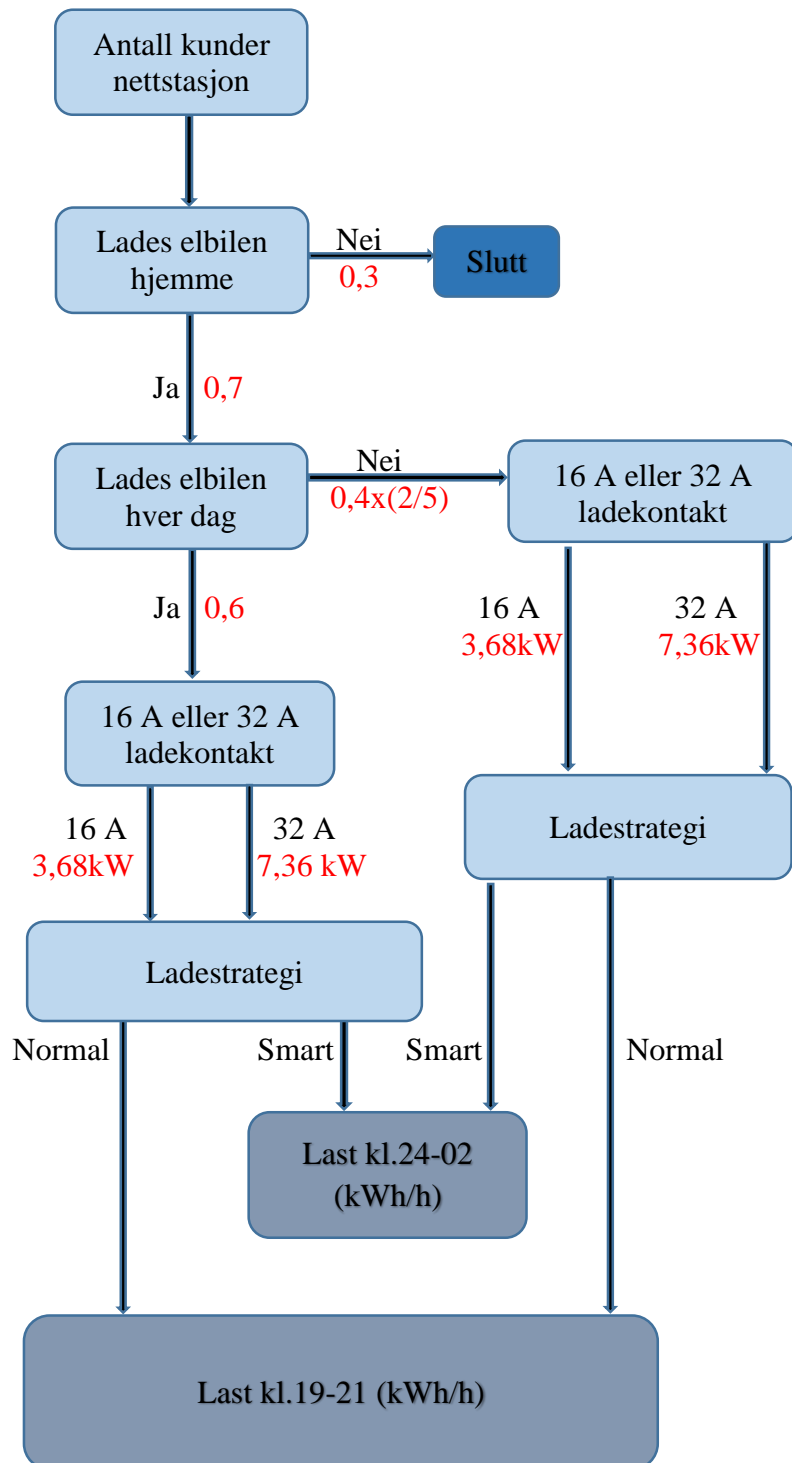 Antall kunder
nettstasjon
Lades elbilen
hjemme
Nei
0,3
Slutt
Ja 0,7
Lades elbilen
hver dag
Nei
0,4x(2/5)
16 A eller 32 A
ladekontakt
Ja 0,6
16 A
3,68kW
32 A
7,36kW
16 A eller 32 A
ladekontakt
16 A
3,68kW
32 A
7,36 kW
Ladestrategi
Ladestrategi
Normal
Smart
Smart
Normal
Last kl.24-02
(kWh/h)
Last kl.19-21 (kWh/h)